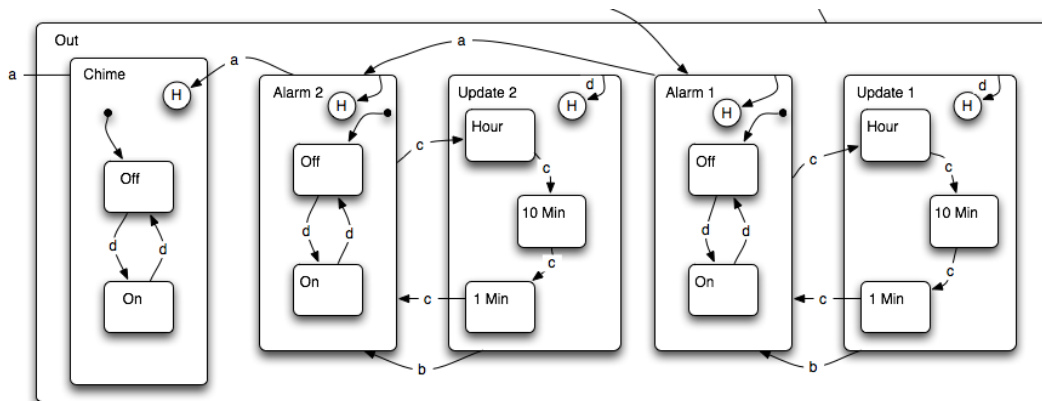 Out
a
Chime
H
Off
d
d
On
a
Alarm 2
H
Off
d
d
On
a
c
c
b
Update 2
H
d
Hour
c
10 Min
c
1 Min
Alarm 1
H
Off
d
d
On
c
c
b
Update 1
H
d
Hour
c
10 Min
c
1 Min